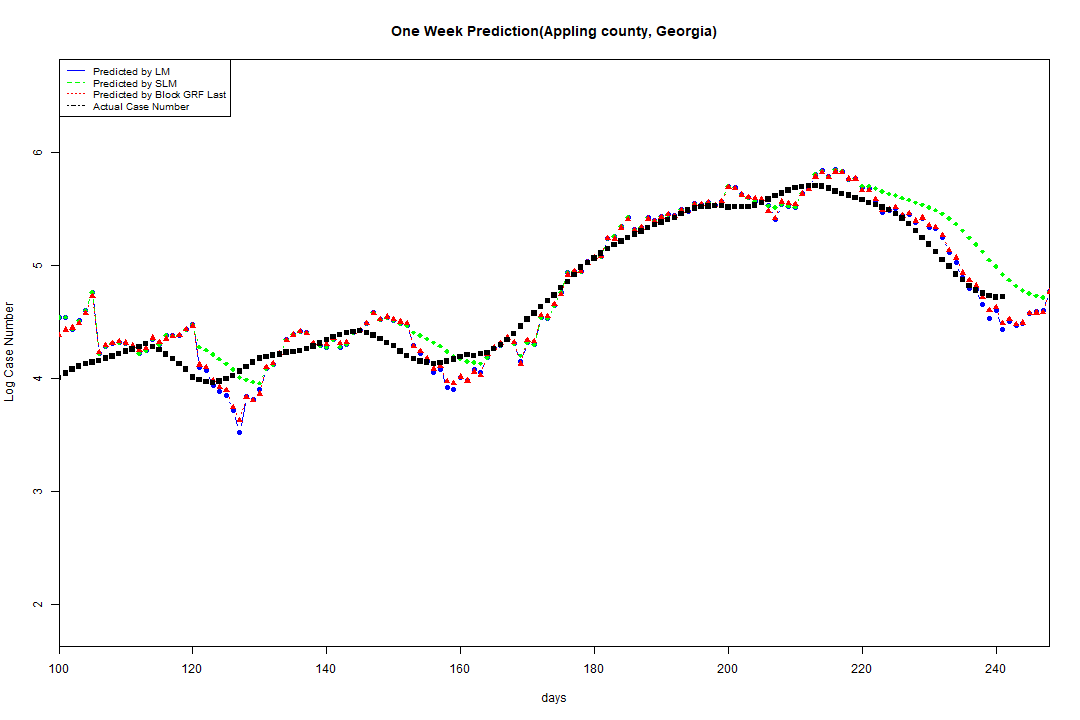 One Week Prediction(Appling county, Georgia)
Predicted by LM
Predicted by SLM
Predicted by Block GRF Last
Actual Case Number
6
5
4
3
2
Log Case Number
100 120 140 160 180 200 220 240
days